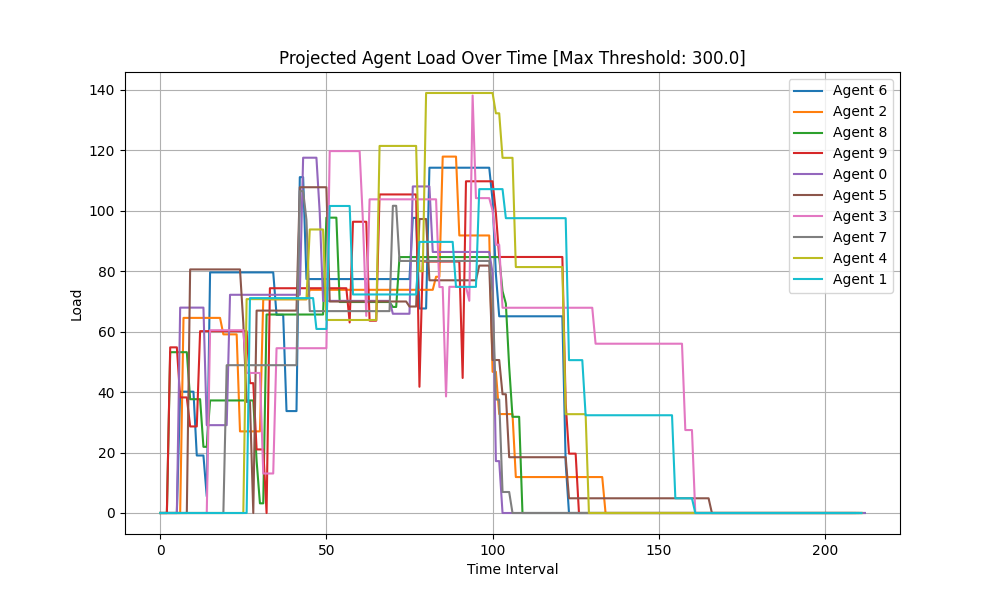 Projected Agent Load Over Time [Max Threshold: 300.0]
Load
140
120
100
80
60
40
20
0
0 50 100 150 200
Time Interval
Agent 6
Agent 2
Agent 8
Agent 9
Agent 0
Agent 5
Agent 3
Agent 7
Agent 4
Agent 1